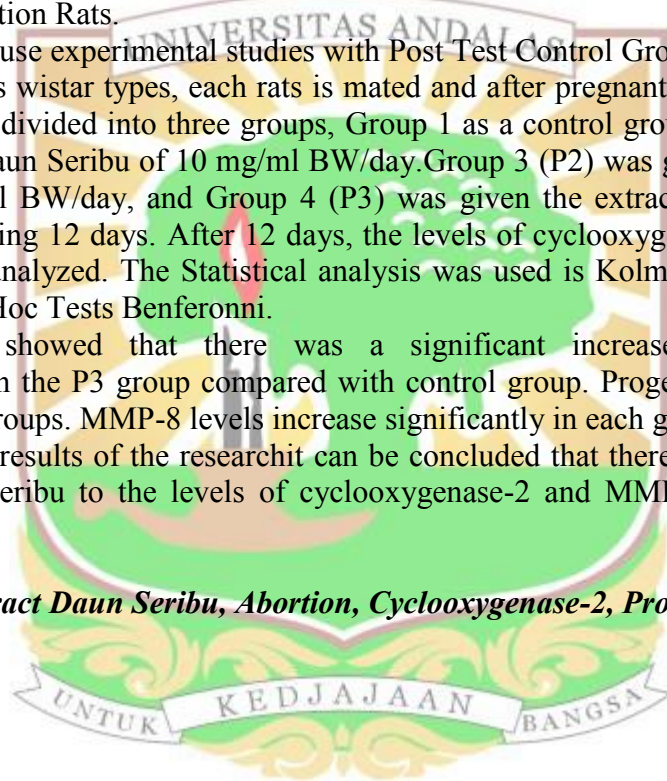 tion Rats.
UNIVERSITAS ANDALAS
use experimental studies with Post Test Control Gro
s wistar types, each rats is mated and after pregnant
divided into three groups, Group 1 as a control grou
aun Seribu of 10 mg/ml BW/day.Group 3 (P2) was g
l BW/day, and Group 4 (P3) was given the extrac
ing 12 days. After 12 days, the levels of cyclooxyg
analyzed. The Statistical analysis was used is Kolm
Hoc Tests Benferonni.
showed that there was a significant increase
n the P3 group compared with control group. Proge
roups. MMP-8 levels increase significantly in each g
results of the researchit can be concluded that there
eribu to the levels of cyclooxygenase-2 and MMP
ract Daun Seribu, Abortion, Cyclooxygenase-2, Pro
UNTUK KEDJAJAAN BANGSA